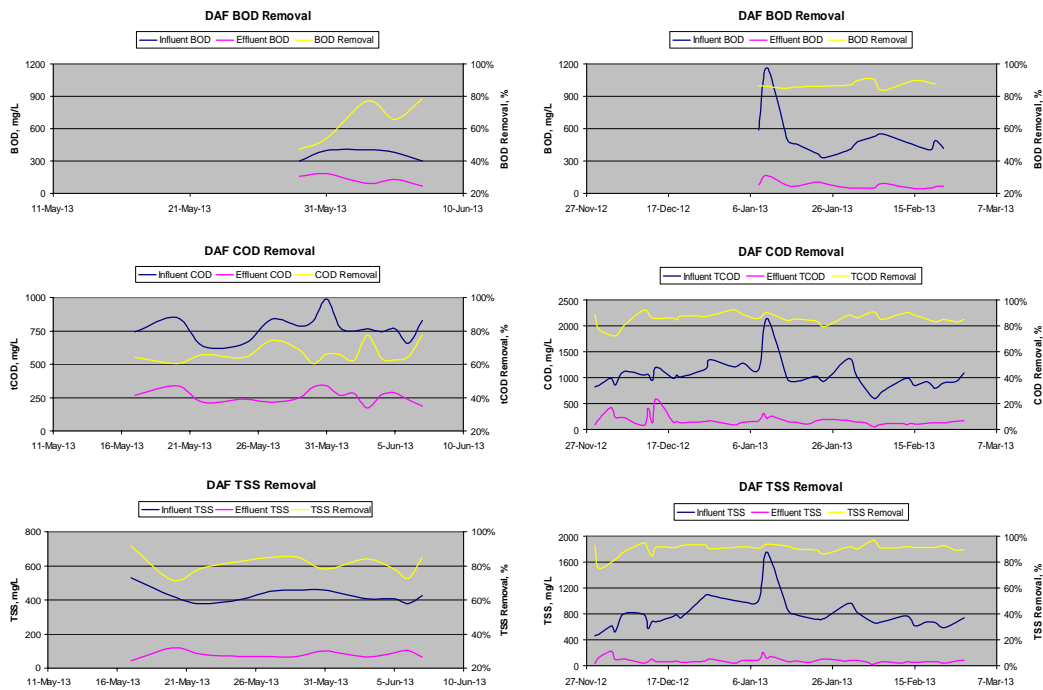 DAF BOD Removal
Influent BOD Effluent BOD BOD Removal
1200 900 600 300 0
BOD, mg/L
100% 80% 60% 40% 20%
BOD Removal, %
11-May-13 21-May-13 31-May-13 10-Jun-13
DAF BOD Removal
Influent BOD Effluent BOD BOD Removal
1200 900 600 300 0
BOD, mg/L
100% 80% 60% 40% 20%
BOD Removal, %
27-Nov-12 17-Dec-12 6-Jan-13 26-Jan-13 15-Feb-13 7-Mar-13
DAF COD Removal
Influent COD Effluent COD COD Removal
1000 750 500 250 0
tCOD, mg/L
100% 80% 60% 40% 20%
tCOD Removal, %
11-May-13 16-May-13 21-May-13 26-May-13 31-May-13 5-Jun-13 10-Jun-13
DAF COD Removal
Influent TCOD Effluent TCOD TCOD Removal
2500 2000 1500 1000 500 0
COD, mg/L
100% 80% 60% 40% 20% 0%
COD Removal, %
27-Nov-12 17-Dec-12 6-Jan-13 26-Jan-13 15-Feb-13 7-Mar-13
DAF TSS Removal
Influent TSS Effluent TSS TSS Removal
800 600 400 200 0
TSS, mg/L
100% 80% 60% 40% 20%
TSS Removal, %
11-May-13 16-May-13 21-May-13 26-May-13 31-May-13 5-Jun-13 10-Jun-13
DAF TSS Removal
Influent TSS Effluent TSS TSS Removal
2000 1600 1200 800 400 0
TSS, mg/L
100% 80% 60% 40% 20% 0%
TSS Removal, %
27-Nov-12 17-Dec-12 6-Jan-13 26-Jan-13 15-Feb-13 7-Mar-13